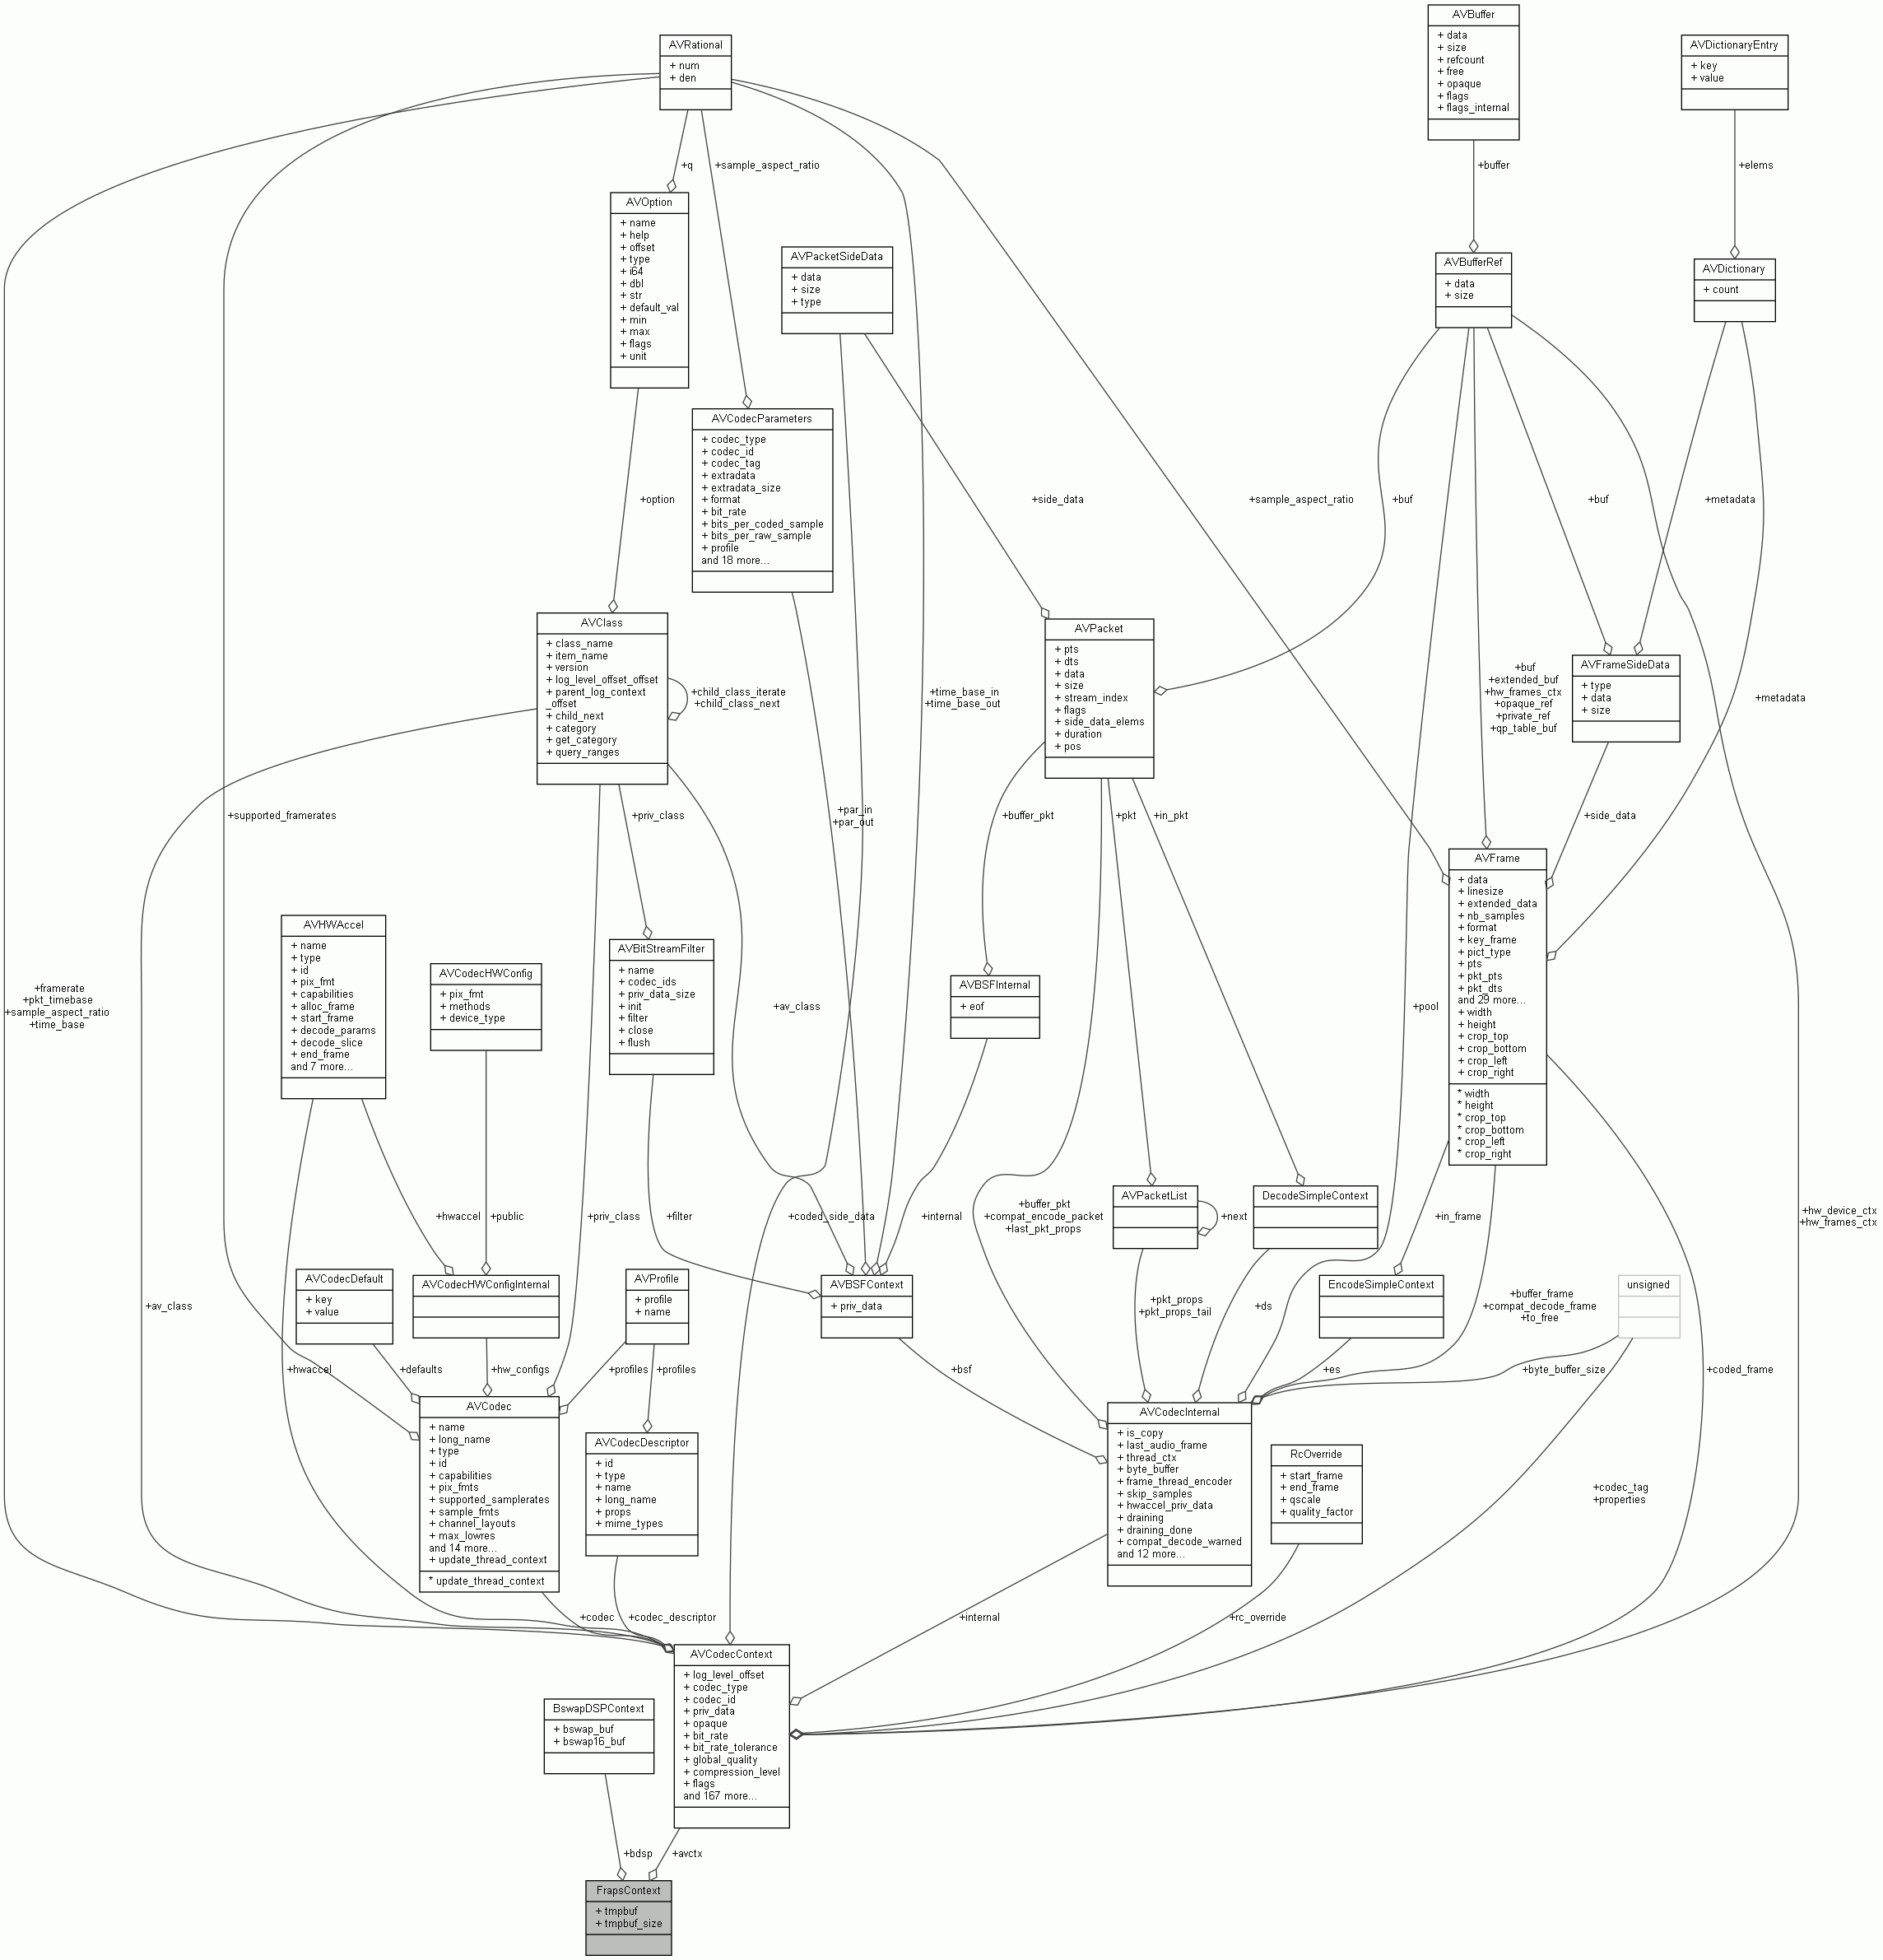 AVBuffer
+ data
+ size
+ refcount
+ free
+ opaque
+ flags
+ flags_internal
AVRational
+ num
+ den
AVDictionaryEntry
+ key
+ value
+q
+sample_aspect_ratio
+buffer
+elems
AVOption
+ name
+ help
+ offset
+ type
+ i64
+ dbl
+ str
+ default_val
+ min
+ max
+ flags
+ unit
AVPacketSideData
+ data
+ size
+ type
AVBufferRef
+ data
+ size
AVDictionary
+ count
AVCodecParameters
+ codec_type
+ codec_id
+ codec_tag
+ extradata
+ extradata_size
+ format
+ bit_rate
+ bits_per_coded_sample
+ bits_per_raw_sample
+ profile
and 18 more...
+option
+side_data
+sample_aspect_ratio
+buf
+buf
+metadata
AVClass
+ class_name
+ item_name
+ version
+ log_level_offset_offset
+ parent_log_context
_offset
+ child_next
+ category
+ get_category
+ query_ranges
+child_class_iterate
+child_class_next
+time_base_in
+time_base_out
AVPacket
+ pts
+ dts
+ data
+ size
+ stream_index
+ flags
+ side_data_elems
+ duration
+ pos
+buf
+extended_buf
+hw_frames_ctx
+opaque_ref
+private_ref
+qp_table_buf
AVFrameSideData
+ type
+ data
+ size
+metadata
+supported_framerates
+priv_class
+par_in
+par_out
+buffer_pkt
+pkt
+in_pkt
+side_data
AVFrame
+ data
+ linesize
+ extended_data
+ nb_samples
+ format
+ key_frame
+ pict_type
+ pts
+ pkt_pts
+ pkt_dts
and 29 more...
+ width
+ height
+ crop_top
+ crop_bottom
+ crop_left
+ crop_right
* width
* height
* crop_top
* crop_bottom
* crop_left
* crop_right
+framerate
+pkt_timebase
+sample_aspect_ratio
+time_base
AVHWAccel
+ name
+ type
+ id
+ pix_fmt
+ capabilities
+ alloc_frame
+ start_frame
+ decode_params
+ decode_slice
+ end_frame
and 7 more...
AVCodecHWConfig
+ pix_fmt
+ methods
+ device_type
AVBitStreamFilter
+ name
+ codec_ids
+ priv_data_size
+ init
+ filter
+ close
+ flush
+av_class
AVBSFInternal
+ eof
+pool
+hwaccel
+public
+priv_class
+filter
+coded_side_data
+internal
+buffer_pkt
+compat_encode_packet
+last_pkt_props
AVPacketList
+next
DecodeSimpleContext
+in_frame
+hw_device_ctx
+hw_frames_ctx
+av_class
AVCodecDefault
+ key
+ value
AVCodecHWConfigInternal
AVProfile
+ profile
+ name
AVBSFContext
+ priv_data
+pkt_props
+pkt_props_tail
+ds
EncodeSimpleContext
+buffer_frame
+compat_decode_frame
+to_free
unsigned
+hwaccel
+defaults
+hw_configs
+profiles
+profiles
+bsf
+es
+byte_buffer_size
+coded_frame
AVCodec
+ name
+ long_name
+ type
+ id
+ capabilities
+ pix_fmts
+ supported_samplerates
+ sample_fmts
+ channel_layouts
+ max_lowres
and 14 more...
+ update_thread_context
* update_thread_context
AVCodecDescriptor
+ id
+ type
+ name
+ long_name
+ props
+ mime_types
AVCodecInternal
+ is_copy
+ last_audio_frame
+ thread_ctx
+ byte_buffer
+ frame_thread_encoder
+ skip_samples
+ hwaccel_priv_data
+ draining
+ draining_done
+ compat_decode_warned
and 12 more...
RcOverride
+ start_frame
+ end_frame
+ qscale
+ quality_factor
+codec_tag
+properties
+codec
+codec_descriptor
+internal
+rc_override
AVCodecContext
+ log_level_offset
+ codec_type
+ codec_id
+ priv_data
+ opaque
+ bit_rate
+ bit_rate_tolerance
+ global_quality
+ compression_level
+ flags
and 167 more...
BswapDSPContext
+ bswap_buf
+ bswap16_buf
+bdsp
+avctx
FrapsContext
+ tmpbuf
+ tmpbuf_size